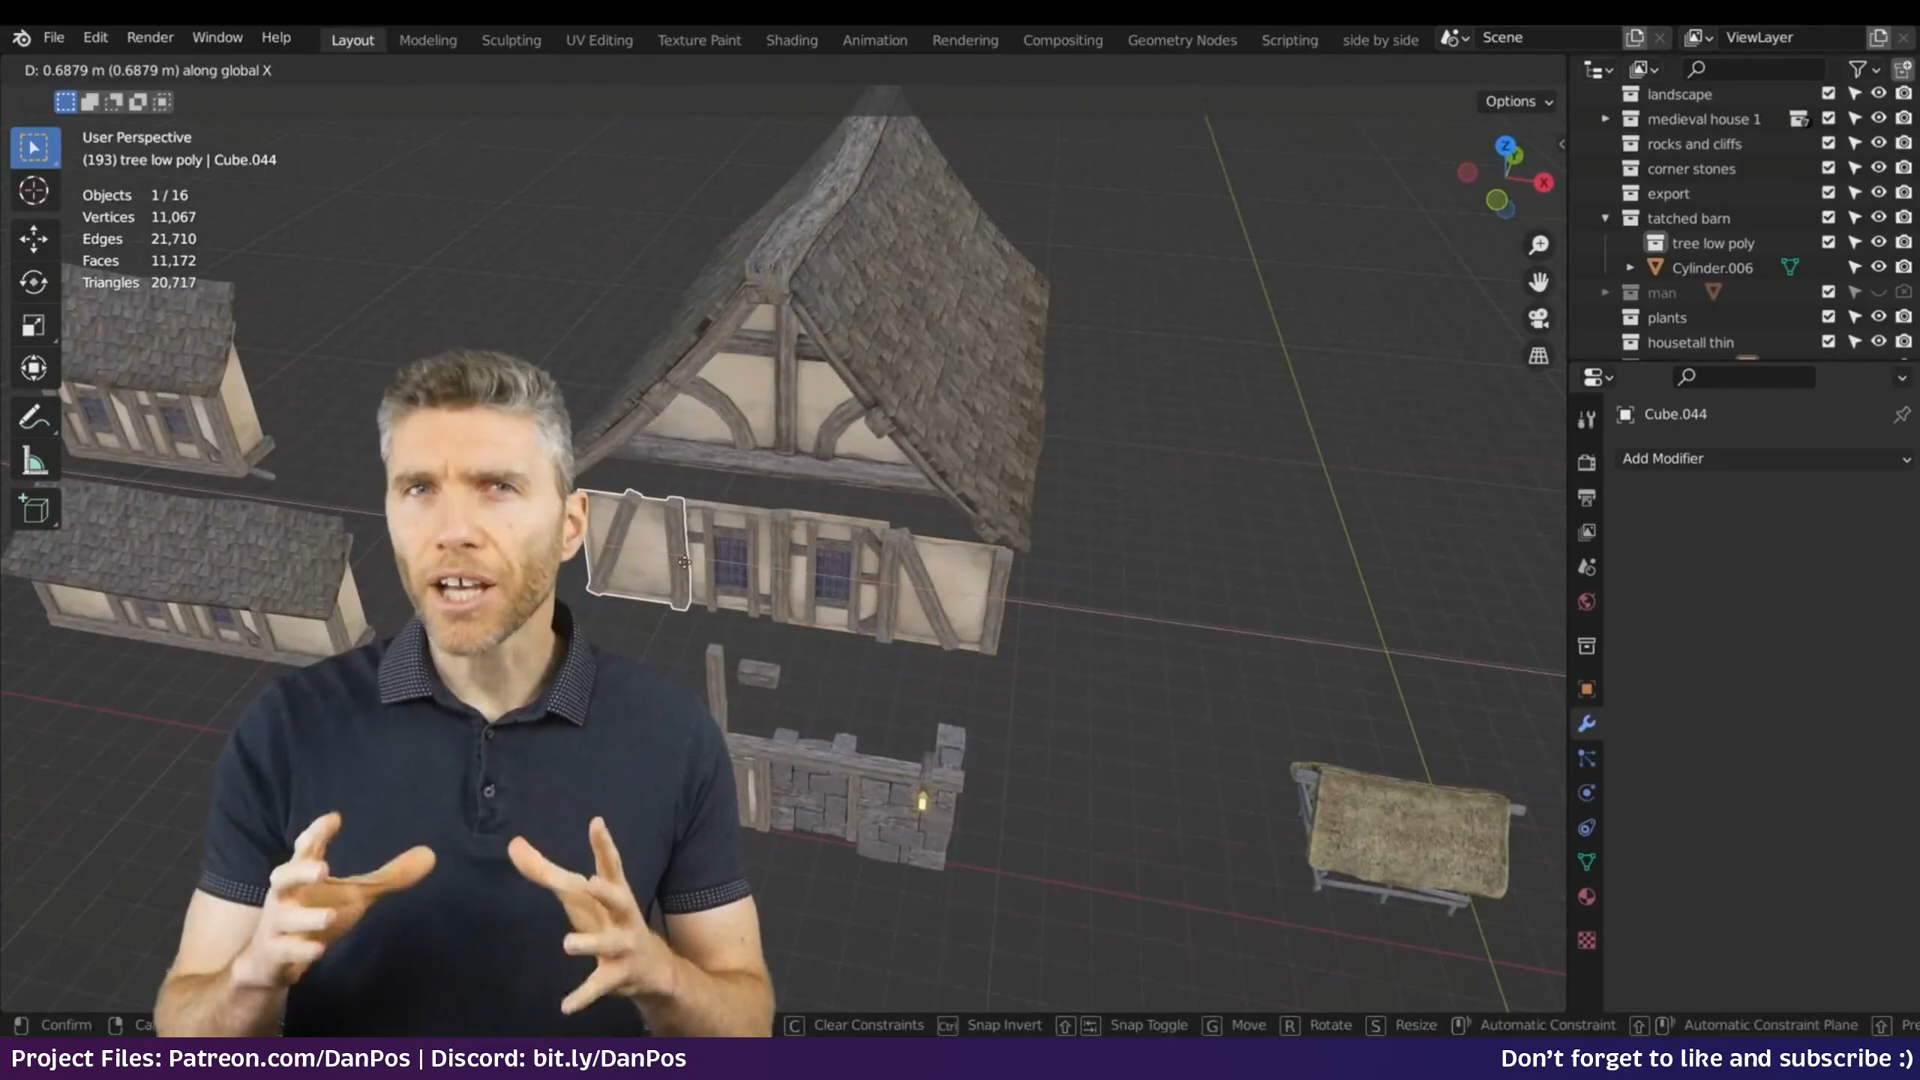 File Edit Render Window Help Layout Modeling Sculpting UV Editing Texture Paint Shading Animation Rendering Compositing Geometry Nodes Scripting side by side Scene ViewLayer
D: 0.6879 m (0.6879 m) along global X
Options
User Perspective
(193) tree low poly | Cube.044
Objects 1 / 16
Vertices 11,067
Edges 21,710
Faces 11,172
Triangles 20,717
Z
Y
X
landscape
medieval house 1
rocks and cliffs
corner stones
export
tatched barn
tree low poly
Cylinder.006
man
plants
housetall thin
Cube.044
Add Modifier
Confirm C Clear Constraints Ctrl Snap Invert Snap Toggle G Move R Rotate S Resize Automatic Constraint Automatic Constraint Plane
Project Files: Patreon.com/DanPos | Discord: bit.ly/DanPos
Don't forget to like and subscribe :)